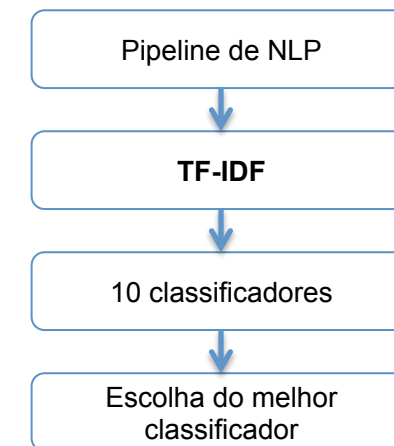 Pipeline de NLP
TF-IDF
10 classificadores
Escolha do melhor
classificador